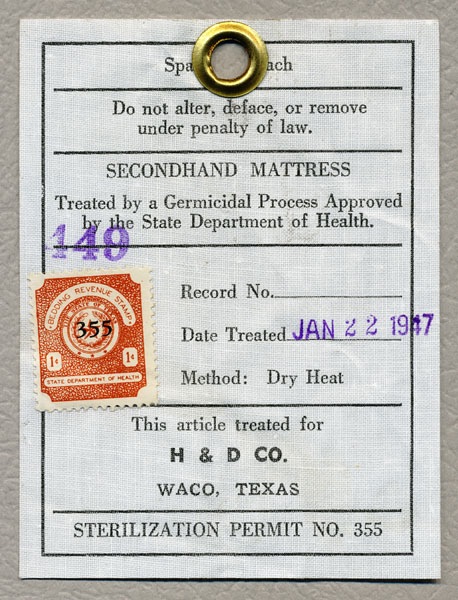 Do not alter, deface, or remove
under penalty of law.
SECONDHAND MATTRESS
Treated by a Germicidal Process Approved
by the State Department of Health.
149
Record No.
Date Treated JAN 22 1947
Method: Dry Heat
BEDDING REVENUE STAMP
355
1¢ 1¢
STATE DEPARTMENT OF HEALTH
This article treated for
H & D CO.
WACO, TEXAS
STERILIZATION PERMIT NO. 355